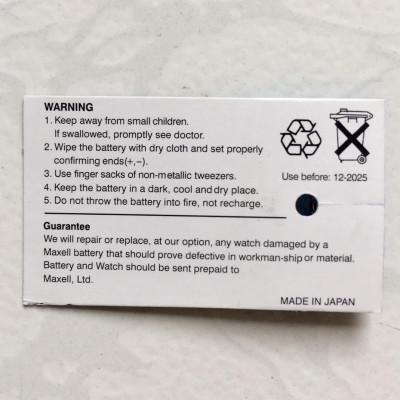 WARNING
1. Keep away from small children.
If swallowed, promptly see doctor.
2. Wipe the battery with dry cloth and set properly
confirming ends(+,−).
3. Use finger sacks of non-metallic tweezers.
4. Keep the battery in a dark, cool and dry place.
5. Do not throw the battery into fire, not recharge.
Use before: 12-2025
Guarantee
We will repair or replace, at our option, any watch damaged by a
Maxell battery that should prove defective in workman-ship or material.
Battery and Watch should be sent prepaid to
Maxell, Ltd.
MADE IN JAPAN